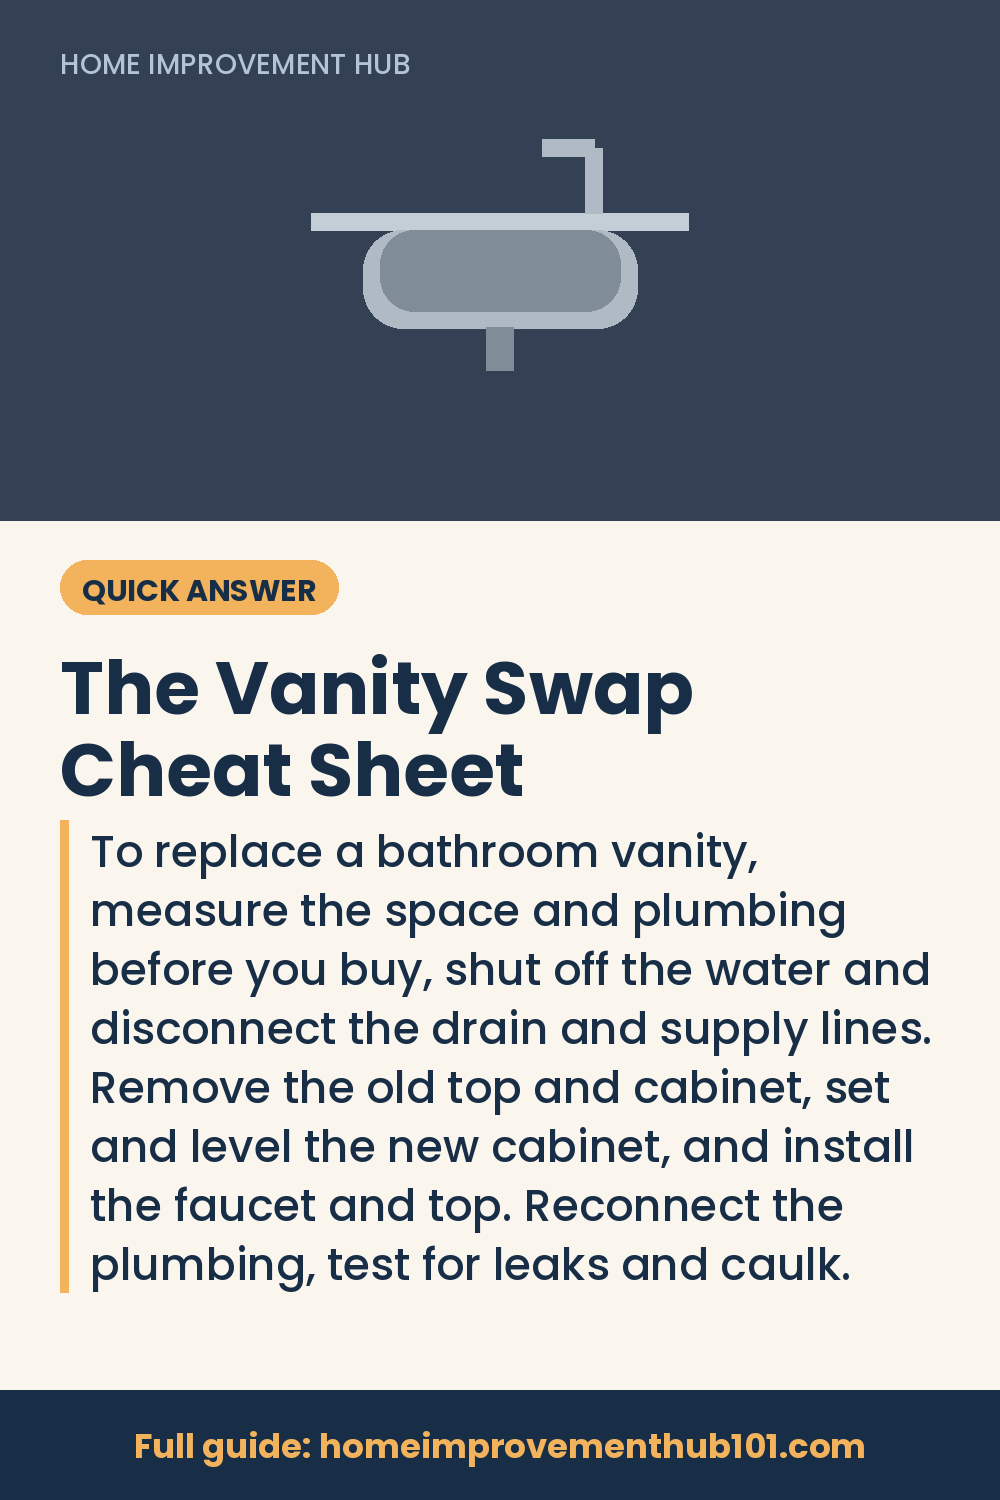 HOME IMPROVEMENT HUB
QUICK ANSWER
The Vanity Swap
Cheat Sheet
To replace a bathroom vanity,
measure the space and plumbing
before you buy, shut off the water and
disconnect the drain and supply lines.
Remove the old top and cabinet, set
and level the new cabinet, and install
the faucet and top. Reconnect the
plumbing, test for leaks and caulk.
Full guide: homeimprovementhub101.com